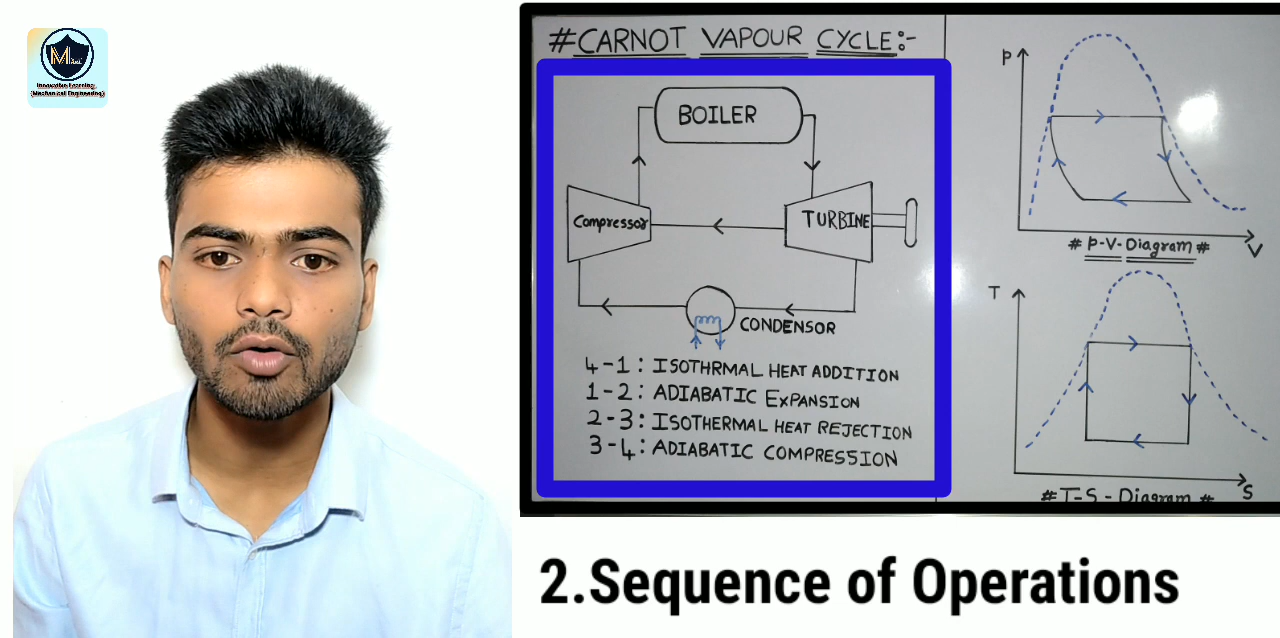 M
Innovative Learning
(Mechanical Engineering)
#CARNOT VAPOUR CYCLE:-
BOILER
Compressor
TURBINE
CONDENSOR
4-1: ISOTHRMAL HEAT ADDITION
1-2: ADIABATIC EXPANSION
2-3: ISOTHERMAL HEAT REJECTION
3-4: ADIABATIC COMPRESSION
P
V
# P-V-Diagram #
T
S
# T-S-Diagram #
2.Sequence of Operations